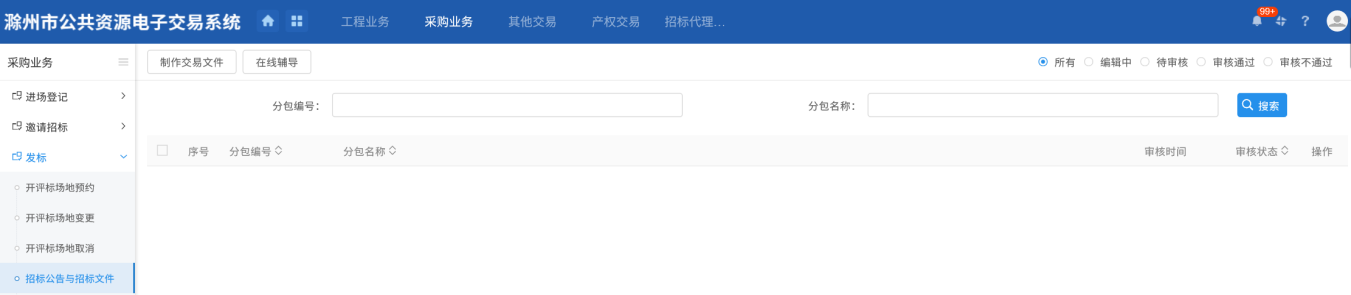 滁州市公共资源电子交易系统 工程业务 采购业务 其他交易 产权交易 招标代理... 99+ ?
采购业务 制作交易文件 在线辅导 所有 编辑中 待审核 审核通过 审核不通过
进场登记
分包编号: 分包名称: 搜索
邀请招标
发标
序号 分包编号 分包名称 审核时间 审核状态 操作
开评标场地预约
开评标场地变更
开评标场地取消
招标公告与招标文件